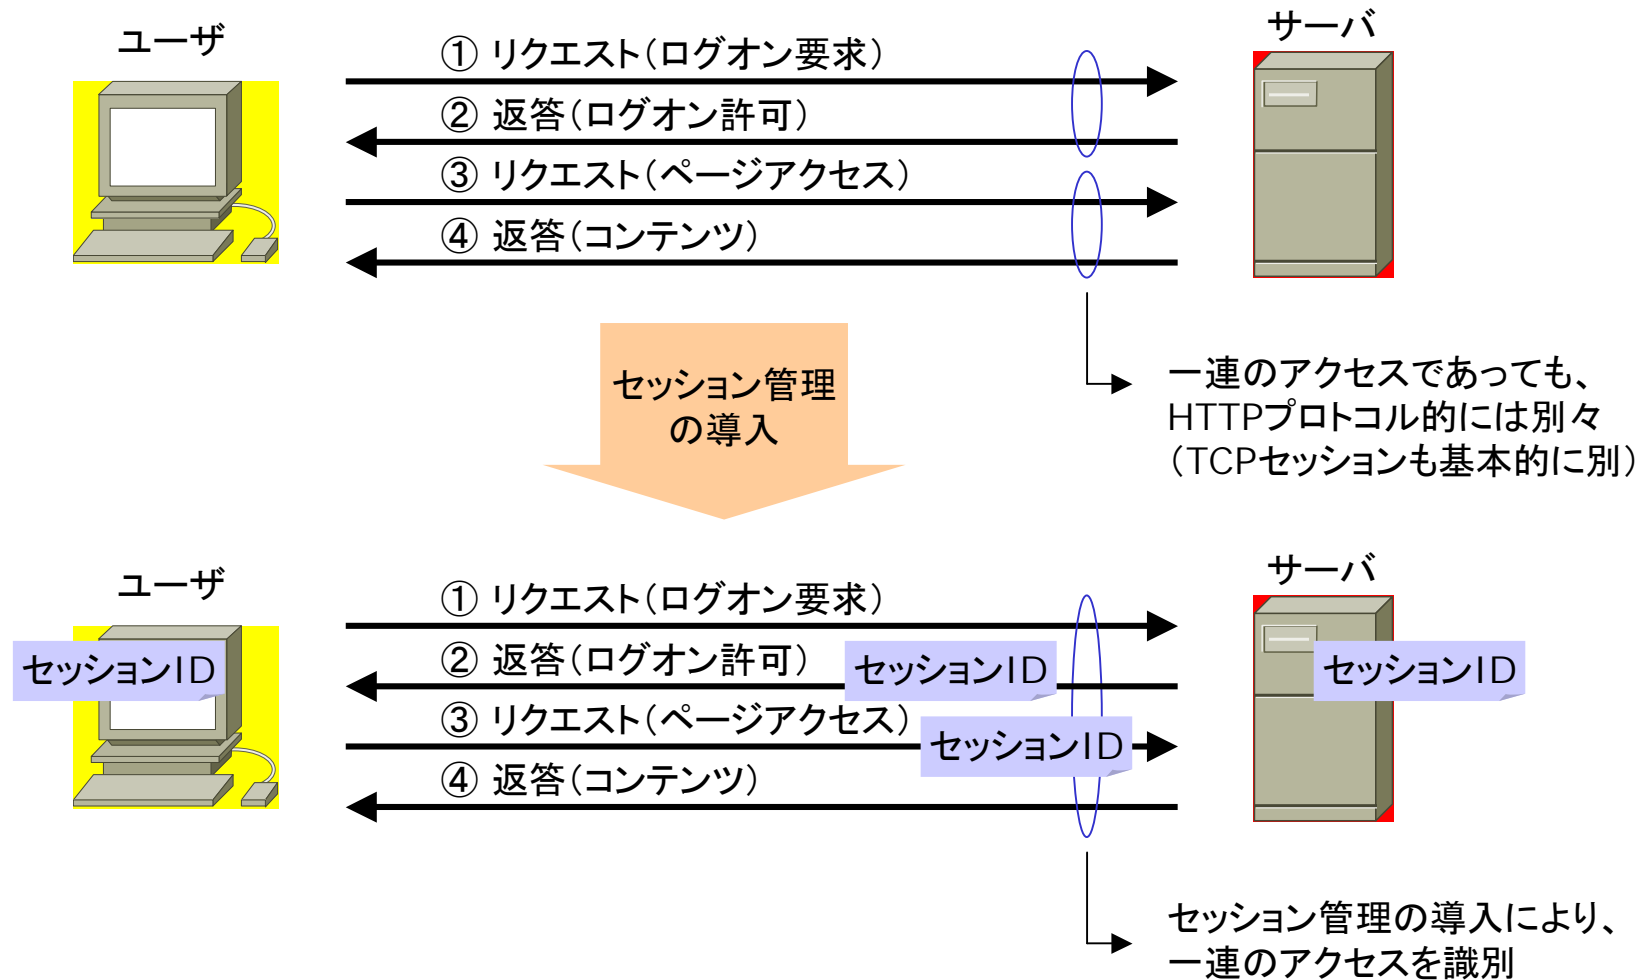 ユーザ
サーバ
① リクエスト(ログオン要求)
② 返答(ログオン許可)
③ リクエスト(ページアクセス)
④ 返答(コンテンツ)
セッション管理
の導入
一連のアクセスであっても、
HTTPプロトコル的には別々
(TCPセッションも基本的に別)
ユーザ
サーバ
① リクエスト(ログオン要求)
セッションID
② 返答(ログオン許可)
セッションID
セッションID
③ リクエスト(ページアクセス)
セッションID
④ 返答(コンテンツ)
セッション管理の導入により、
一連のアクセスを識別